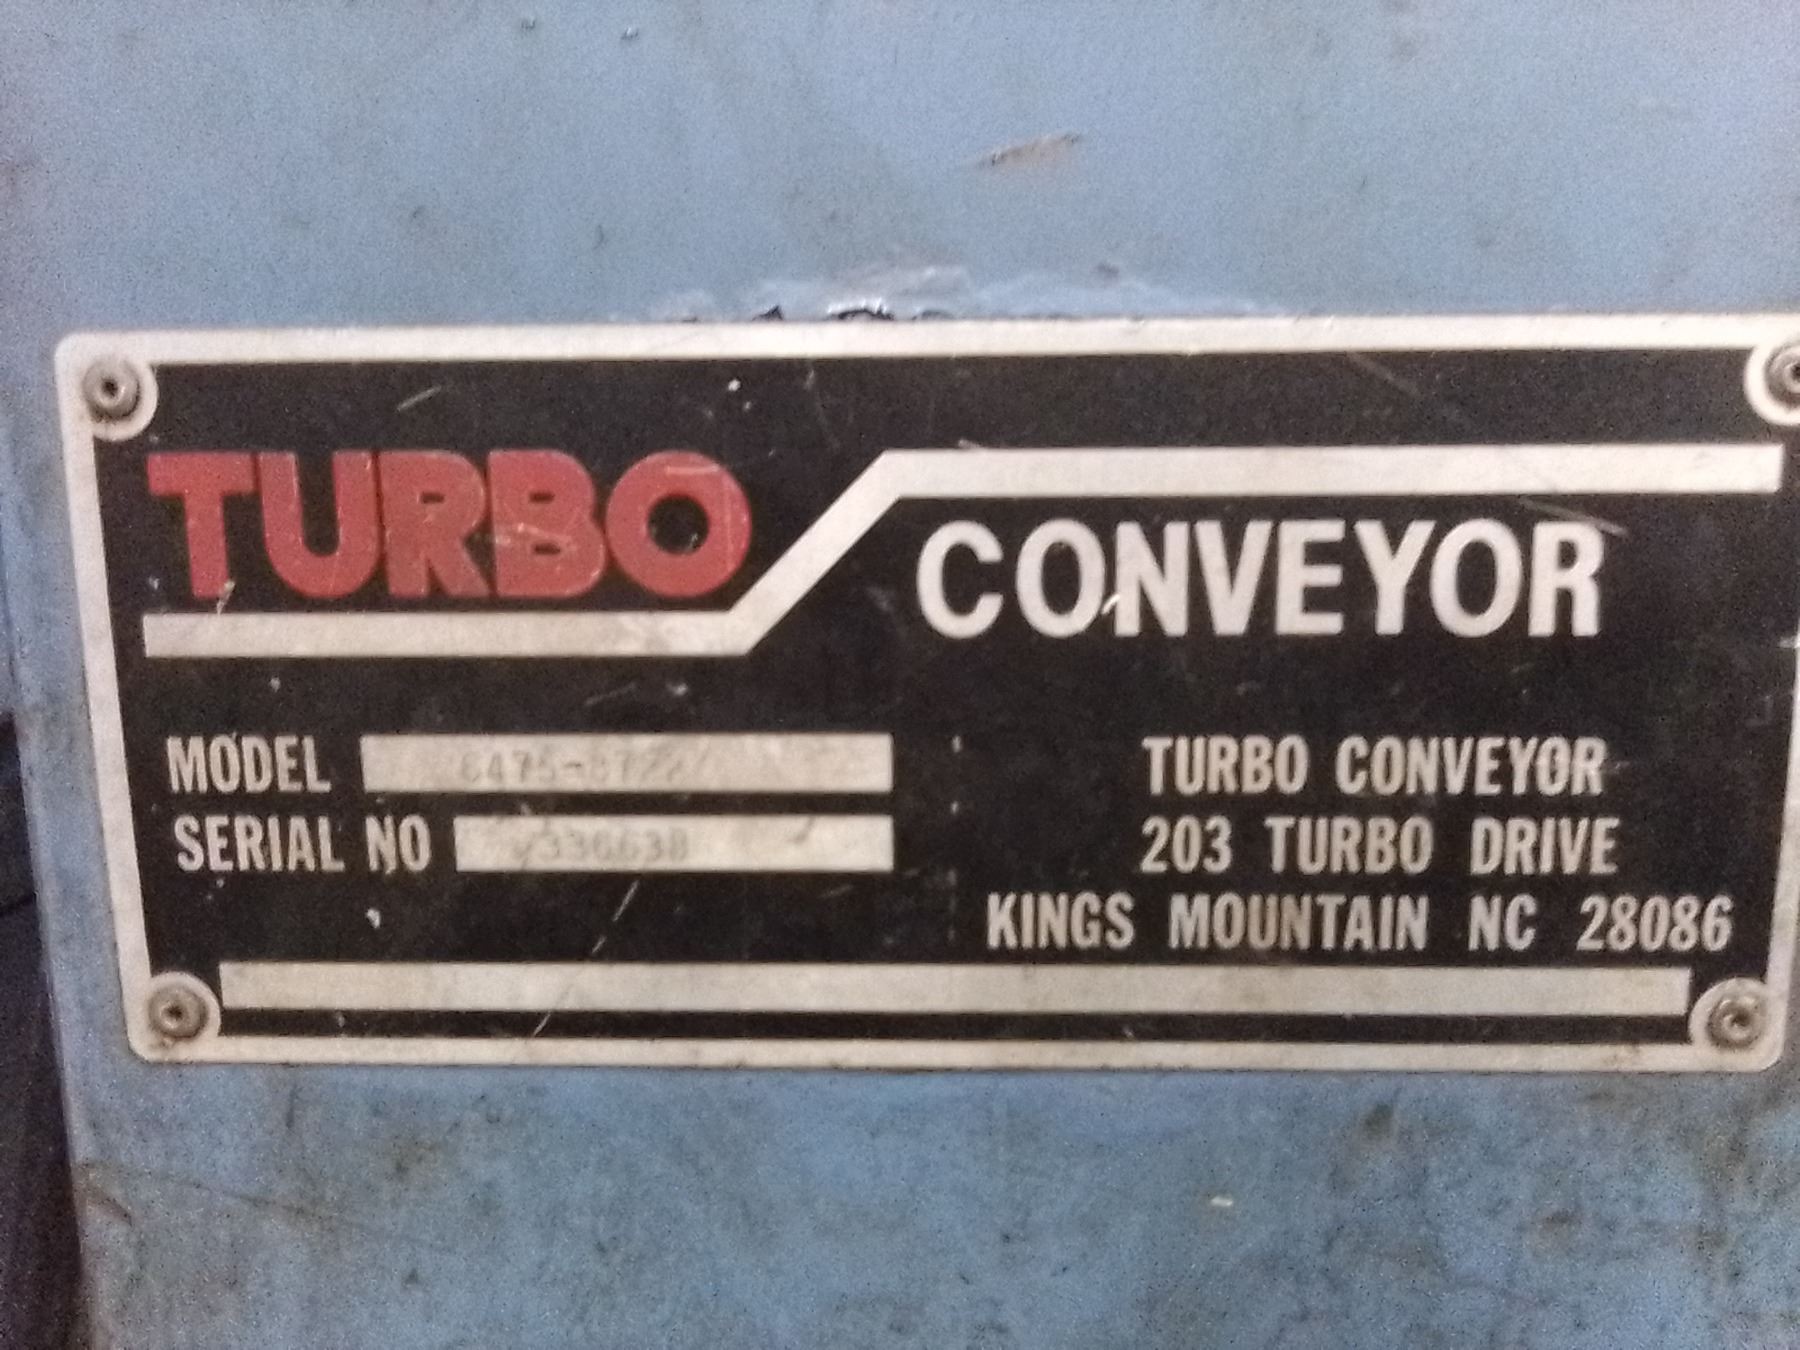 TURBO CONVEYOR
MODEL
SERIAL NO
TURBO CONVEYOR
203 TURBO DRIVE
KINGS MOUNTAIN NC 28086